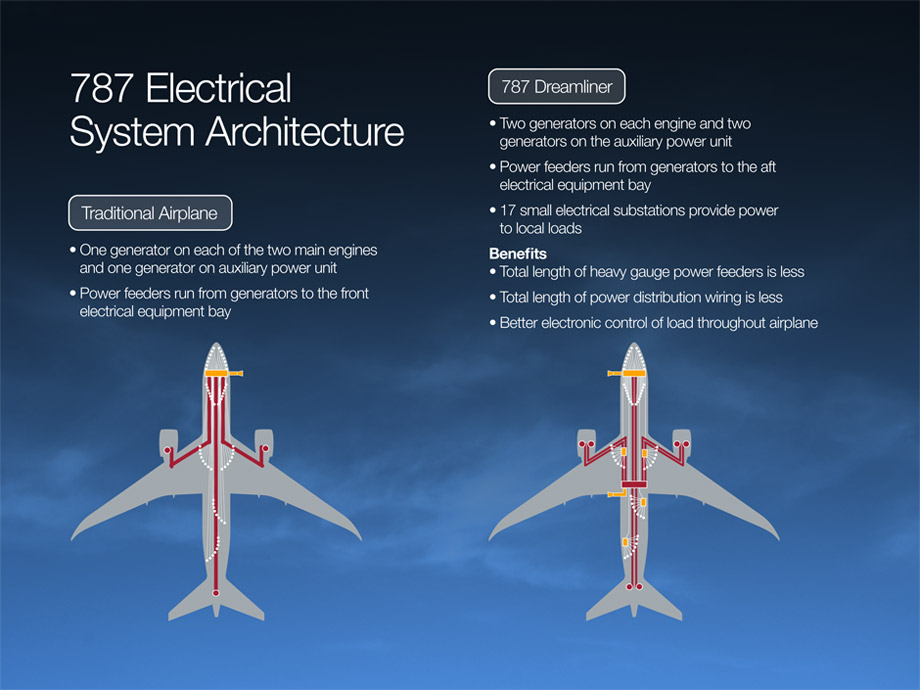 787 Electrical
System Architecture
Traditional Airplane
• One generator on each of the two main engines
and one generator on auxiliary power unit
• Power feeders run from generators to the front
electrical equipment bay
787 Dreamliner
• Two generators on each engine and two
generators on the auxiliary power unit
• Power feeders run from generators to the aft
electrical equipment bay
• 17 small electrical substations provide power
to local loads
Benefits
• Total length of heavy gauge power feeders is less
• Total length of power distribution wiring is less
• Better electronic control of load throughout airplane